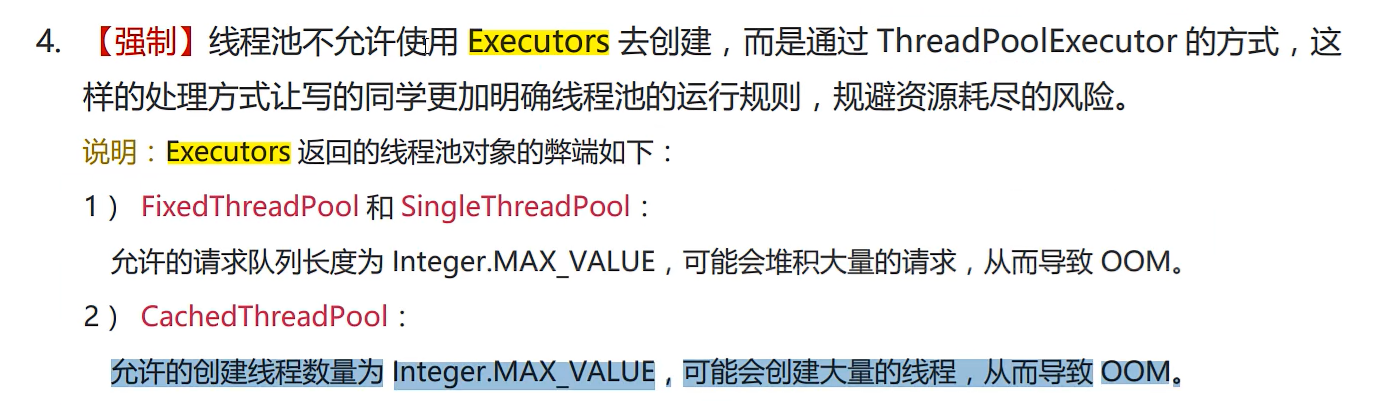 4. 【强制】线程池不允许使用 Executors 去创建，而是通过 ThreadPoolExecutor 的方式，这
样的处理方式让写的同学更加明确线程池的运行规则，规避资源耗尽的风险。
说明：Executors 返回的线程池对象的弊端如下：
1） FixedThreadPool 和 SingleThreadPool：
允许的请求队列长度为 Integer.MAX_VALUE，可能会堆积大量的请求，从而导致 OOM。
2） CachedThreadPool：
允许的创建线程数量为 Integer.MAX_VALUE，可能会创建大量的线程，从而导致 OOM。